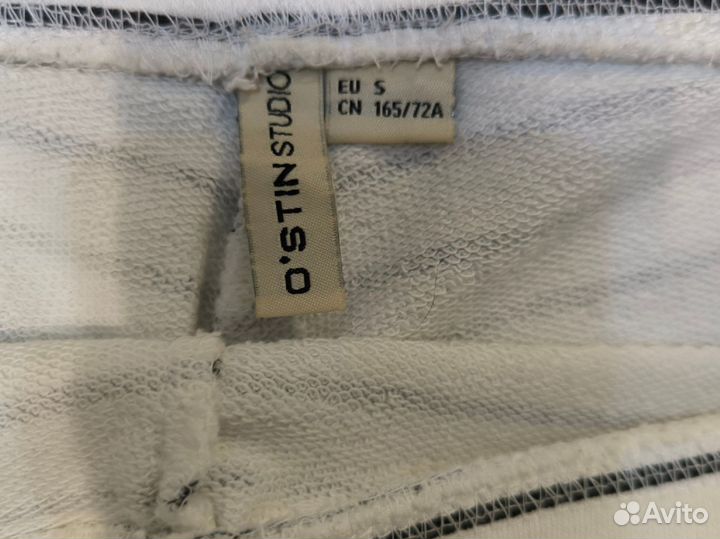 O'STIN STUDIO
EU S
CN 165/72A
Avito